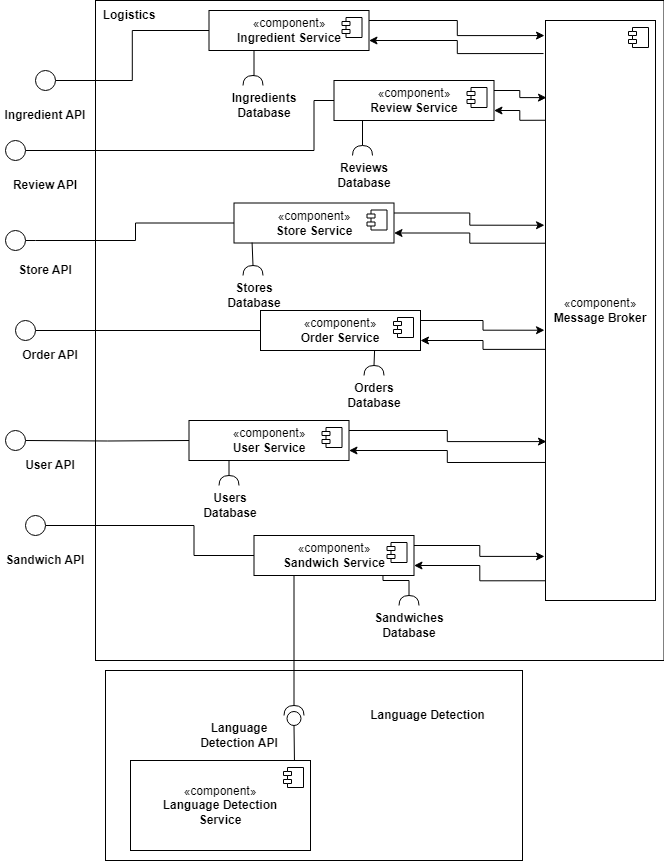 Logistics
«component»
Ingredient Service
Ingredient API
Ingredients
Database
«component»
Review Service
Review API
Reviews
Database
«component»
Store Service
Store API
Stores
Database
«component»
Message Broker
«component»
Order Service
Order API
Orders
Database
«component»
User Service
User API
Users
Database
«component»
Sandwich Service
Sandwich API
Sandwiches
Database
Language Detection
Language
Detection API
«component»
Language Detection
Service